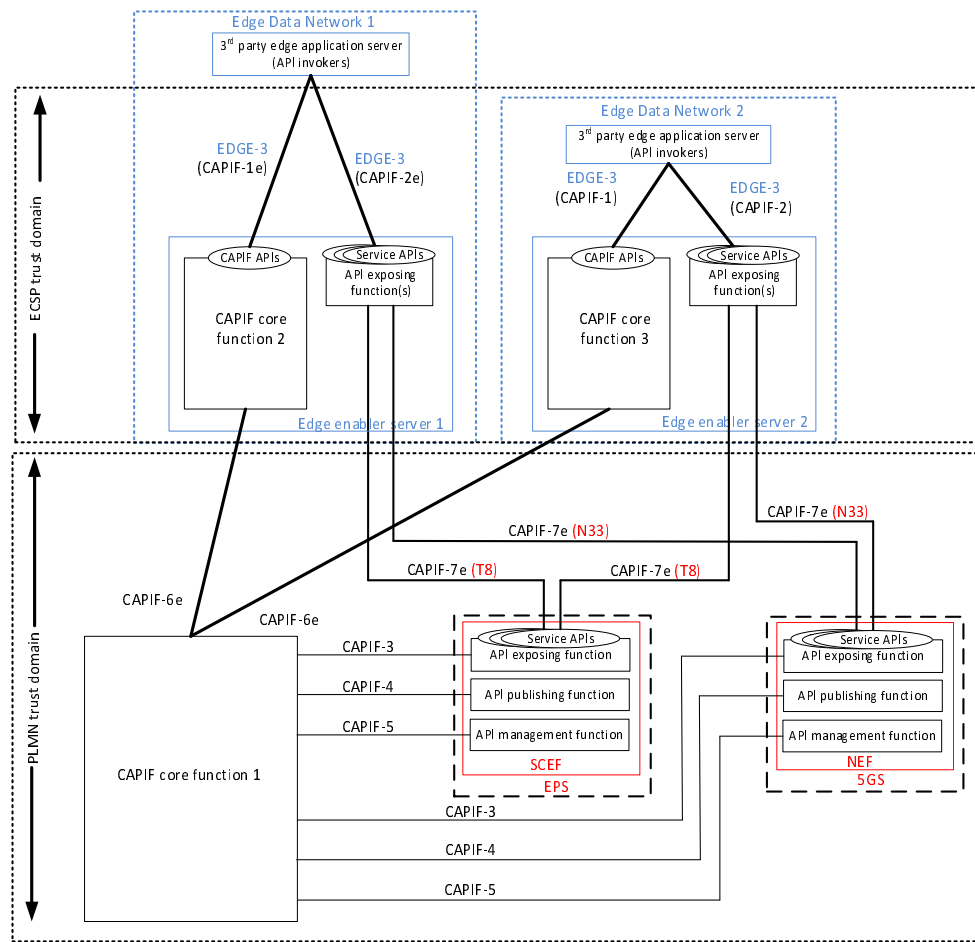 Edge Data Network 1
3rd party edge application server
(API invokers)
Edge Data Network 2
3rd party edge application server
(API invokers)
EDGE-3
(CAPIF-1e)
EDGE-3
(CAPIF-2e)
EDGE-3
(CAPIF-1)
EDGE-3
(CAPIF-2)
ECSP trust domain
CAPIF APIs
Service APIs
API exposing
function(s)
CAPIF core
function 2
Edge enabler server 1
CAPIF APIs
Service APIs
API exposing
function(s)
CAPIF core
function 3
Edge enabler server 2
PLMN trust domain
CAPIF-7e (N33)
CAPIF-7e (N33)
CAPIF-7e (T8)
CAPIF-7e (T8)
CAPIF-6e
CAPIF-6e
CAPIF core function 1
CAPIF-3
CAPIF-4
CAPIF-5
Service APIs
API exposing function
API publishing function
API management function
SCEF
EPS
Service APIs
API exposing function
API publishing function
API management function
NEF
5GS
CAPIF-3
CAPIF-4
CAPIF-5